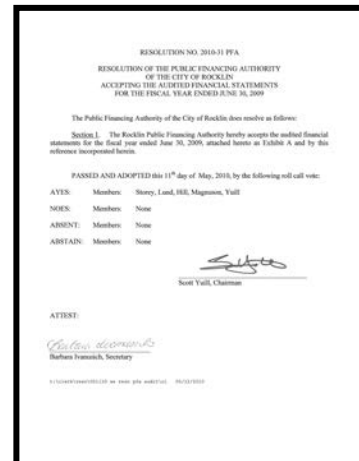 RESOLUTION NO. 2010-31 PFA
RESOLUTION OF THE PUBLIC FINANCING AUTHORITY
OF THE CITY OF ROCKLIN
ACCEPTING THE AUDITED FINANCIAL STATEMENTS
FOR THE FISCAL YEAR ENDED JUNE 30, 2009
The Public Financing Authority of the City of Rocklin does resolve as follows:
Section 1. The Rocklin Public Financing Authority hereby accepts the audited financial
statements for the fiscal year ended June 30, 2009, attached hereto as Exhibit A and by this
reference incorporated herein.
PASSED AND ADOPTED this 11th day of May, 2010, by the following roll call vote:
AYES: Members: Storey, Lund, Hill, Magnuson, Yuill
NOES: Members: None
ABSENT: Members: None
ABSTAIN: Members: None
Scott Yuill, Chairman
ATTEST:
Barbara Ivanusich, Secretary